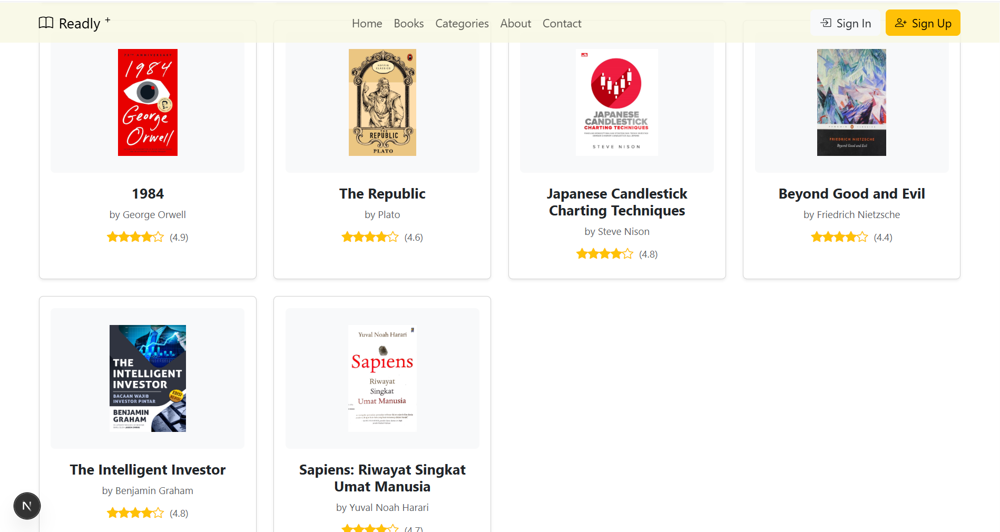 Readly +
Home Books Categories About Contact
Sign In
Sign Up
1984
George
Orwell
PENGUIN CLASSICS
THE
REPUBLIC
PLATO
JAPANESE
CANDLESTICK
CHARTING TECHNIQUES
STEVE NISON
PENGUIN CLASSICS
FRIEDRICH NIETZSCHE
Beyond Good and Evil
1984
by George Orwell
(4.9)
The Republic
by Plato
(4.6)
Japanese Candlestick
Charting Techniques
by Steve Nison
(4.8)
Beyond Good and Evil
by Friedrich Nietzsche
(4.4)
THE
INTELLIGENT
INVESTOR
BACAAN WAJIB
INVESTOR PINTAR
EDISI
REVISI
BENJAMIN
GRAHAM
Yuval Noah Harari
Sapiens
Riwayat
Singkat
Umat Manusia
The Intelligent Investor
by Benjamin Graham
(4.8)
Sapiens: Riwayat Singkat
Umat Manusia
by Yuval Noah Harari
(4.7)
N